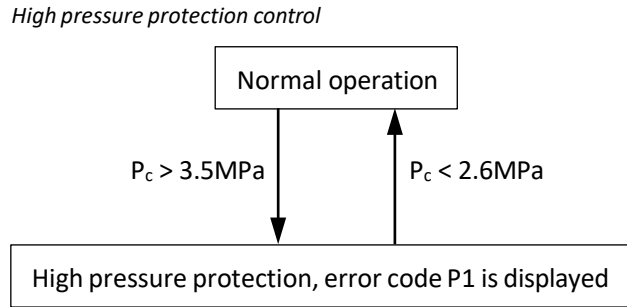 High pressure protection control
Normal operation
Pc > 3.5MPa
Pc < 2.6MPa
High pressure protection, error code P1 is displayed